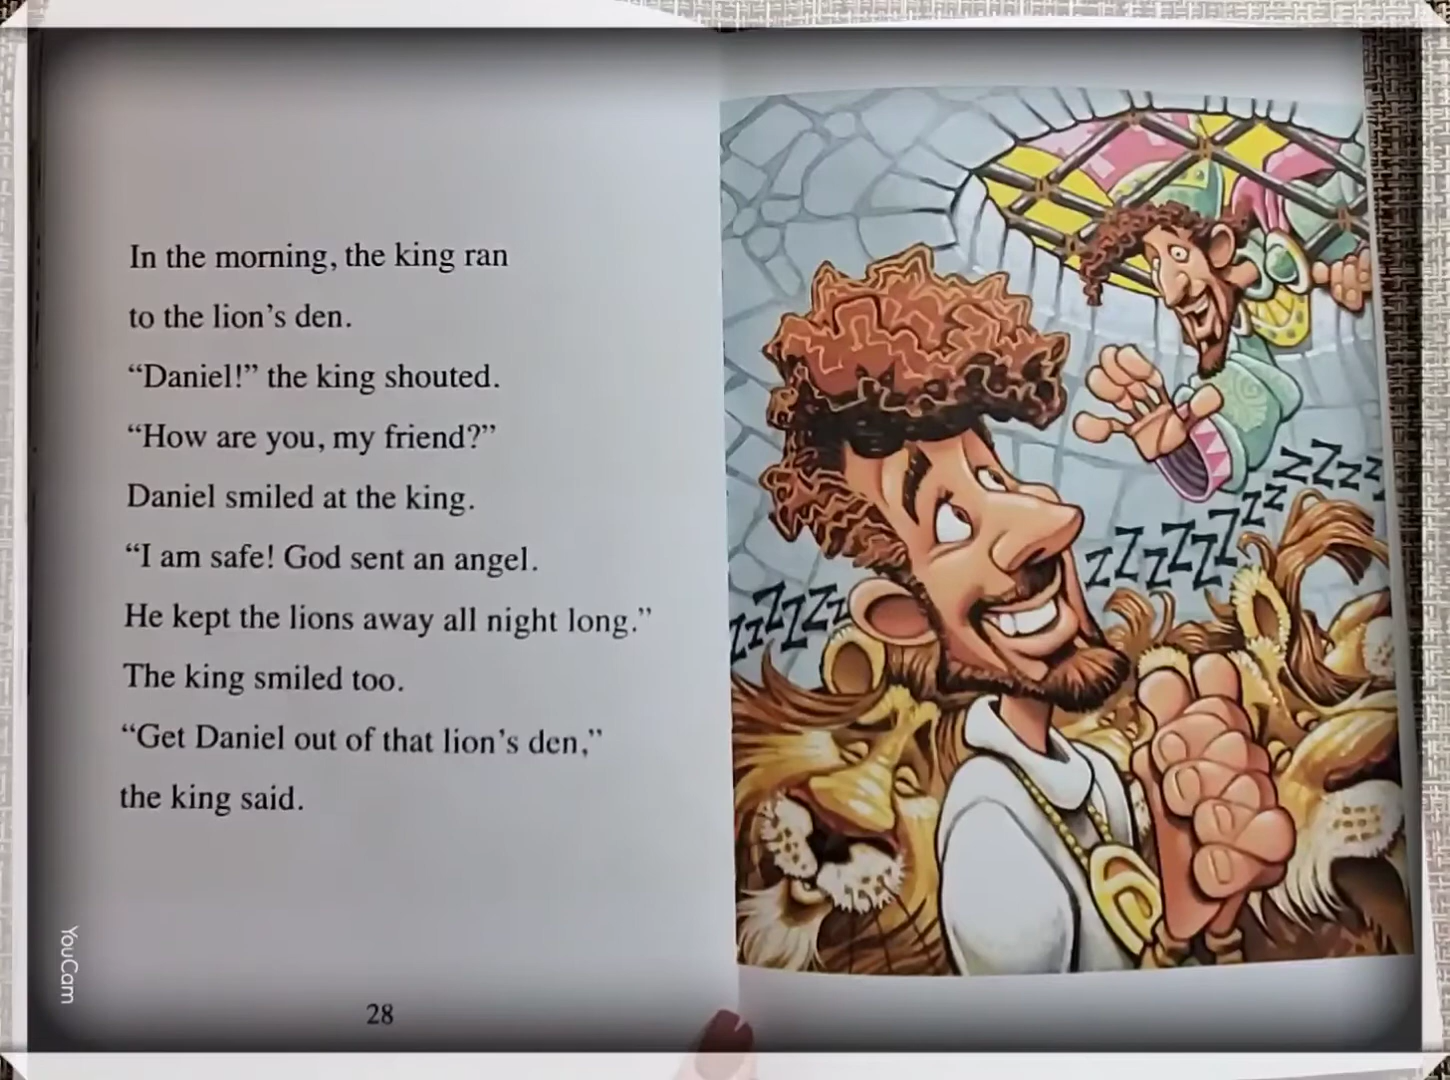 In the morning, the king ran
to the lion’s den.
“Daniel!” the king shouted.
“How are you, my friend?”
Daniel smiled at the king.
“I am safe! God sent an angel.
He kept the lions away all night long.”
The king smiled too.
“Get Daniel out of that lion’s den,”
the king said.
28
zzZZZz
zZzZzZzzzZzzz
YouCam